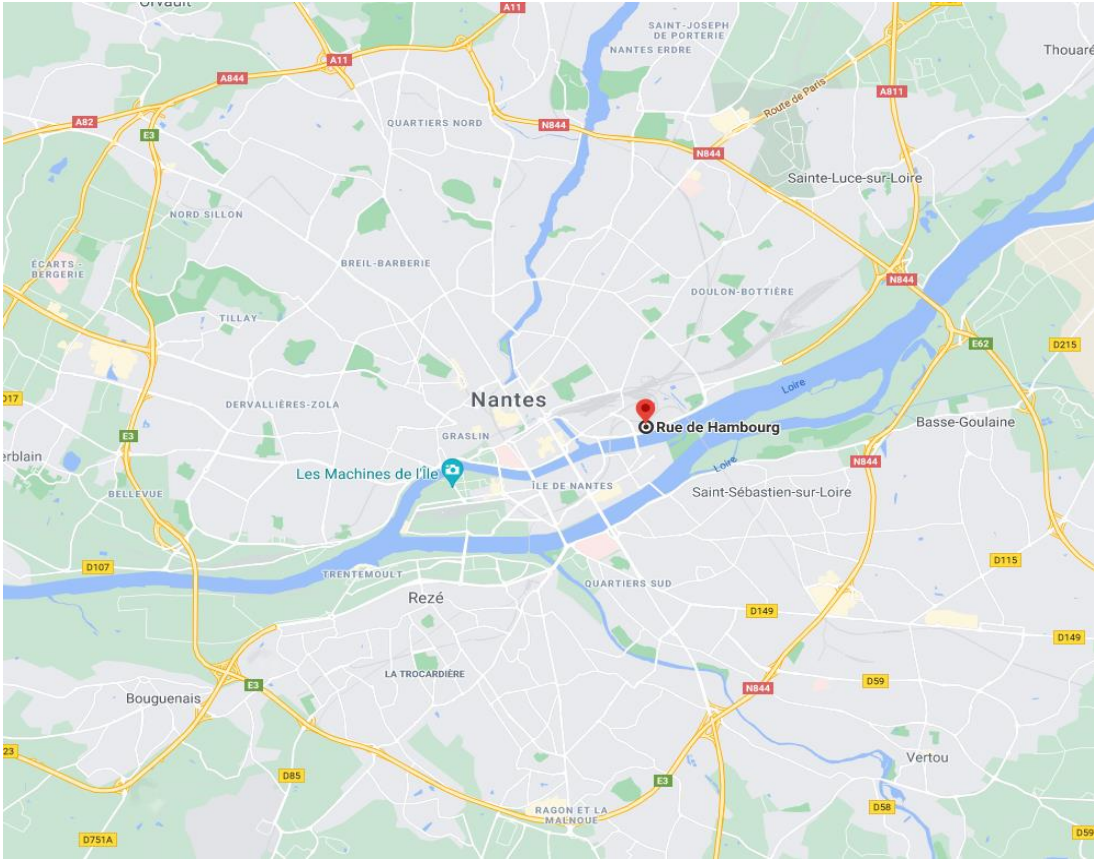 Orvault
A11
SAINT-JOSEPH
DE PORTERIE
NANTES ERDRE
Thouaré
A11
A844
A811
Route de Paris
A82
E3
QUARTIERS NORD
N844
N844
Sainte-Luce-sur-Loire
NORD SILLON
ÉCARTS -
BERGERIE
BREIL-BARBERIE
N844
DOULON-BOTTIÈRE
TILLAY
E62
D215
Loire
D17
Nantes
DERVALLIÈRES-ZOLA
Rue de Hambourg
Basse-Goulaine
E3
GRASLIN
erblain
Les Machines de l'Île
Loire
N844
BELLEVUE
ÎLE DE NANTES
Saint-Sébastien-sur-Loire
D107
TRENTEMOULT
D115
QUARTIERS SUD
Rezé
D149
D149
LA TROCARDIÈRE
D59
E3
N844
Bouguenais
23
Vertou
D85
E3
RAGON ET LA
MALNOUE
D58
D751A
D59